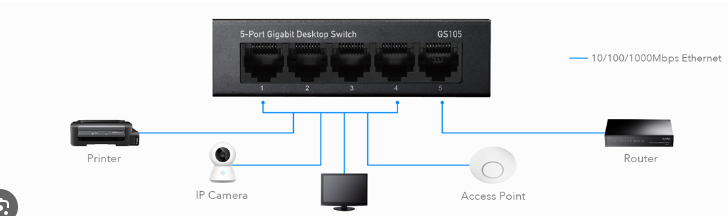 5-Port Gigabit Desktop Switch GS105
1 2 3 4 5
10/100/1000Mbps Ethernet
Printer
Router
IP Camera
Access Point